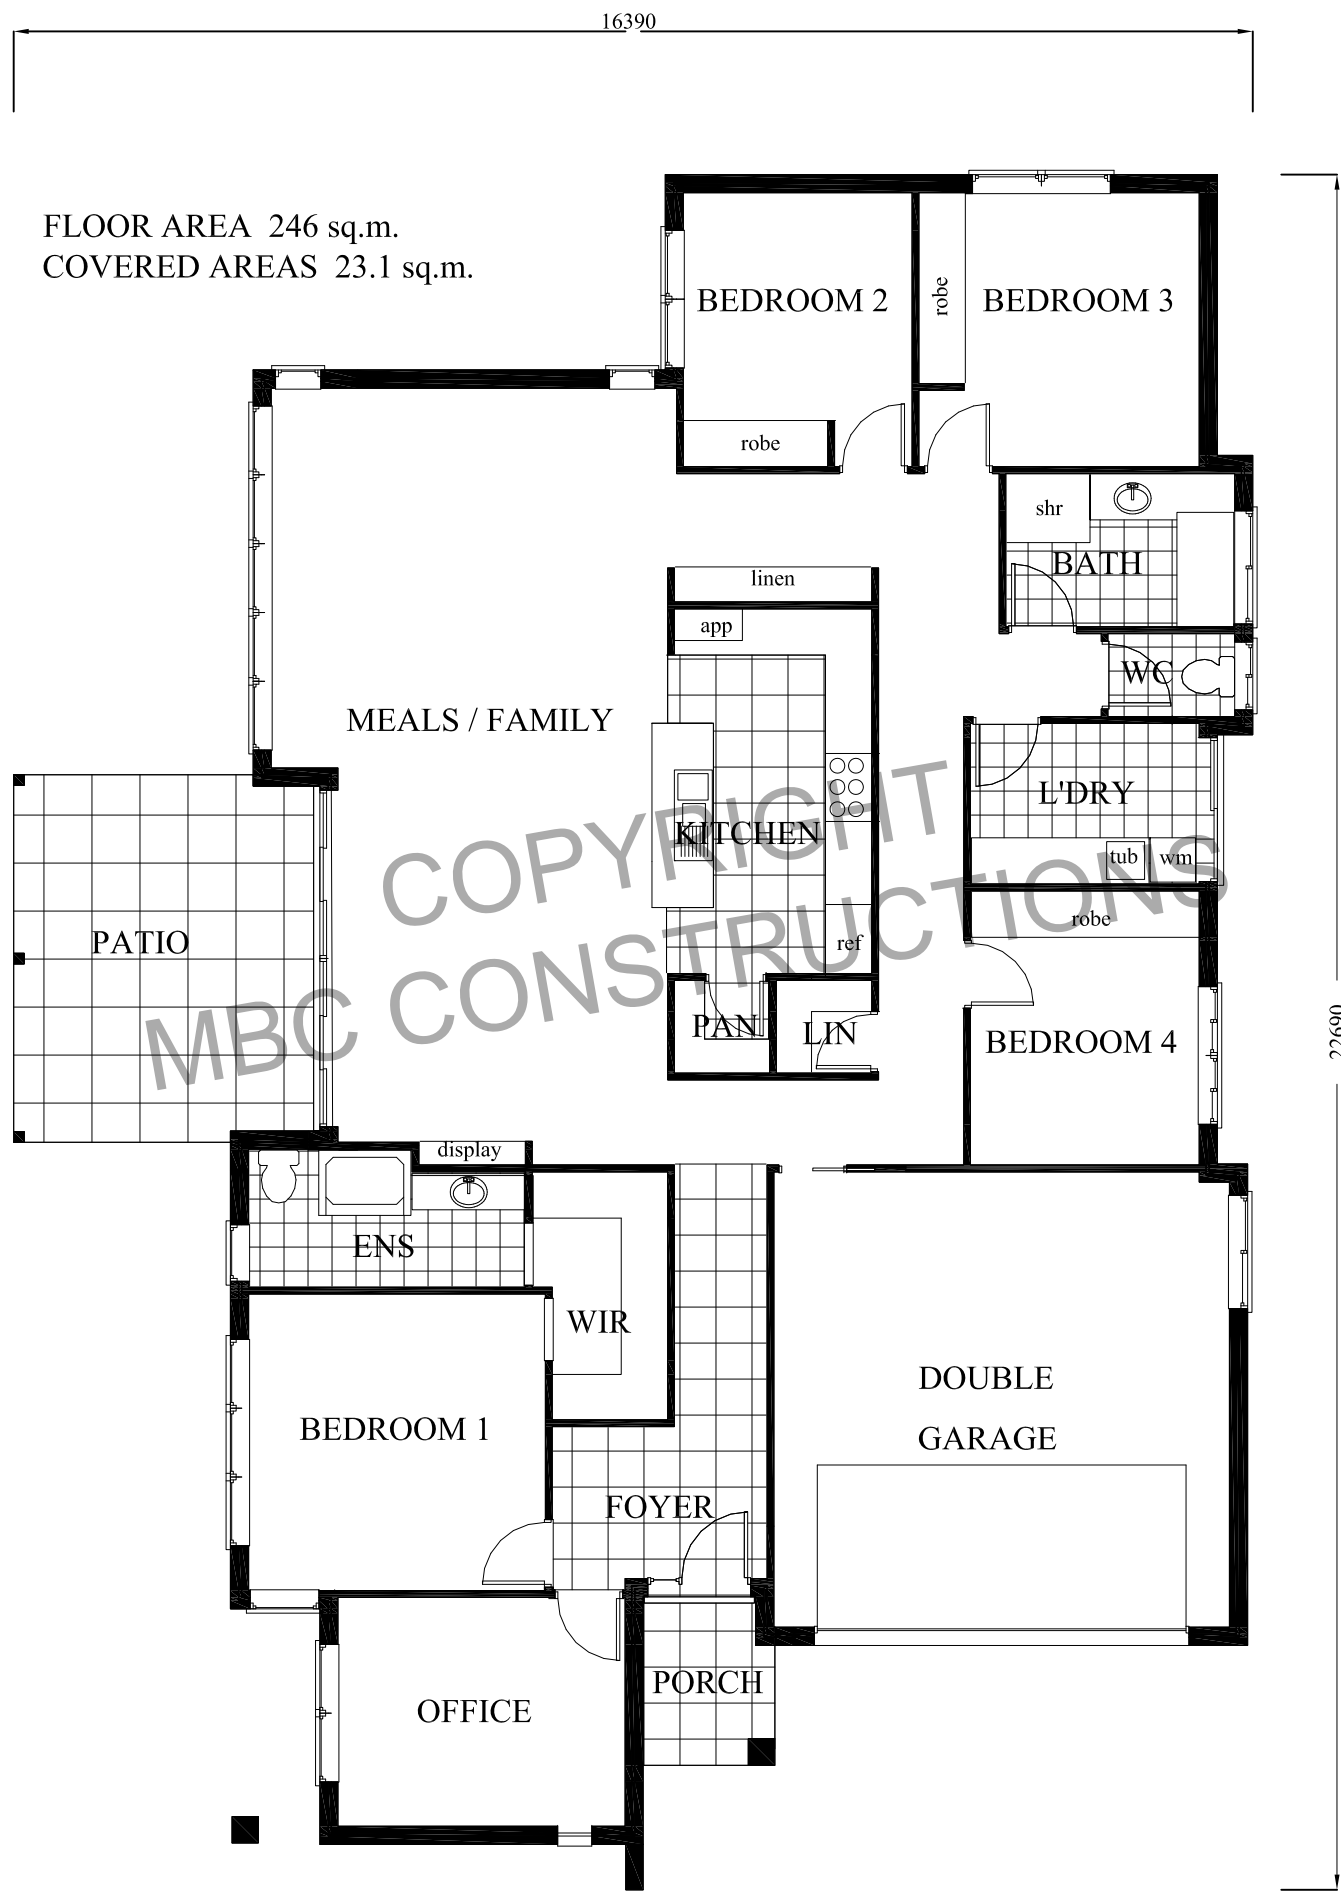 16390
FLOOR AREA 246 sq.m.
COVERED AREAS 23.1 sq.m.
BEDROOM 2
robe
BEDROOM 3
robe
shr
BATH
linen
app
WC
MEALS / FAMILY
L'DRY
KITCHEN
tub
wm
COPYRIGHT
MBC CONSTRUCTIONS
robe
PATIO
ref
PAN
LIN
BEDROOM 4
22690
display
ENS
WIR
DOUBLE
GARAGE
BEDROOM 1
FOYER
PORCH
OFFICE